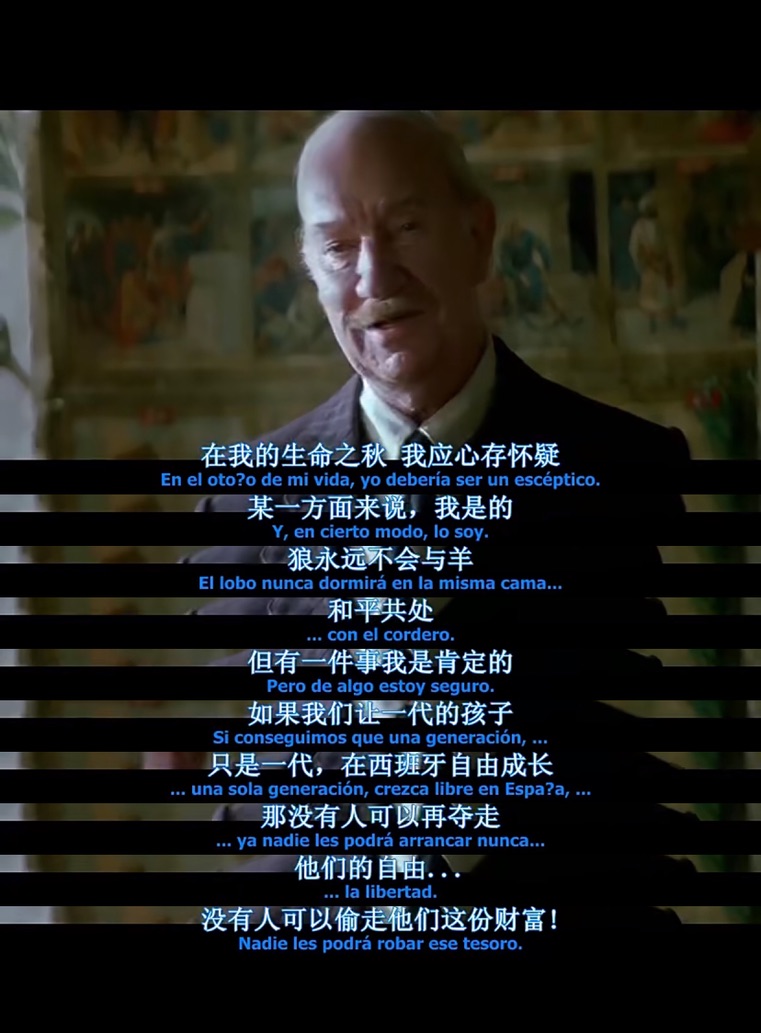 在我的生命之秋 我应心存怀疑
En el oto?o de mi vida, yo debería ser un escéptico.
某一方面来说，我是的
Y, en cierto modo, lo soy.
狼永远不会与羊
El lobo nunca dormirá en la misma cama...
和平共处
... con el cordero.
但有一件事我是肯定的
Pero de algo estoy seguro.
如果我们让一代的孩子
Si conseguimos que una generación, ...
只是一代，在西班牙自由成长
... una sola generación, crezca libre en Espa?a, ...
那没有人可以再夺走
... ya nadie les podrá arrancar nunca...
他们的自由...
... la libertad.
没有人可以偷走他们这份财富！
Nadie les podrá robar ese tesoro.